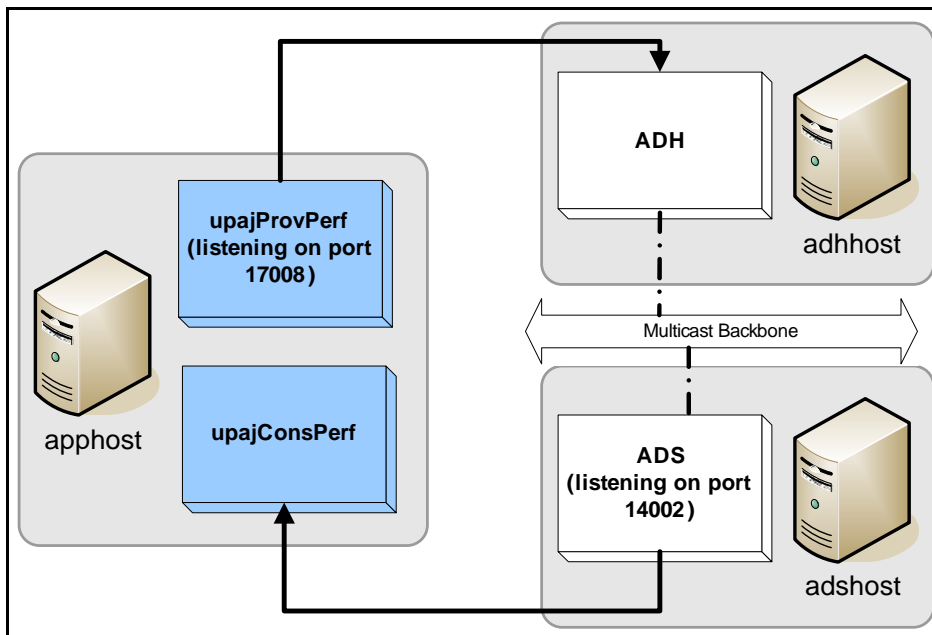 upajProvPerf
(listening on port
17008)
apphost
upajConsPerf
ADH
adhhost
Multicast Backbone
ADS
(listening on port
14002)
adshost